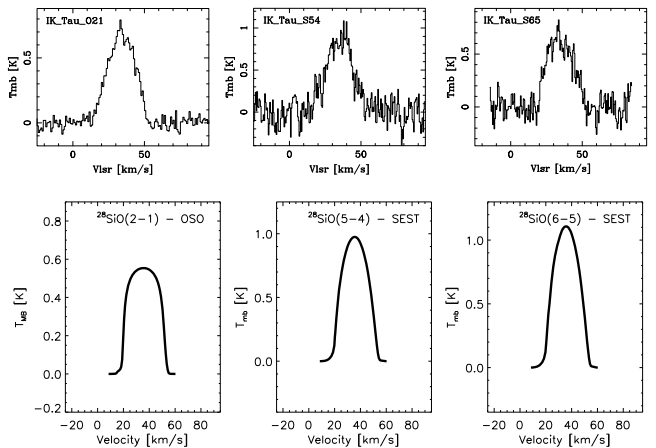 IK_Tau_O21
Tmb [K]
0.5
0
0
50
Vlsr [km/s]
IK_Tau_S54
Tmb [K]
1
0.5
0
0
50
Vlsr [km/s]
IK_Tau_S65
Tmb [K]
0.5
0
0
50
Vlsr [km/s]
²⁸SiO(2−1) − OSO
T_MB [K]
0.8
0.6
0.4
0.2
0.0
−0.2
−20 0 20 40 60 80
Velocity [km/s]
²⁸SiO(5−4) − SEST
T_mb [K]
1.0
0.5
0.0
−20 0 20 40 60 80
Velocity [km/s]
²⁸SiO(6−5) − SEST
T_mb [K]
1.0
0.5
0.0
−20 0 20 40 60 80
Velocity [km/s]